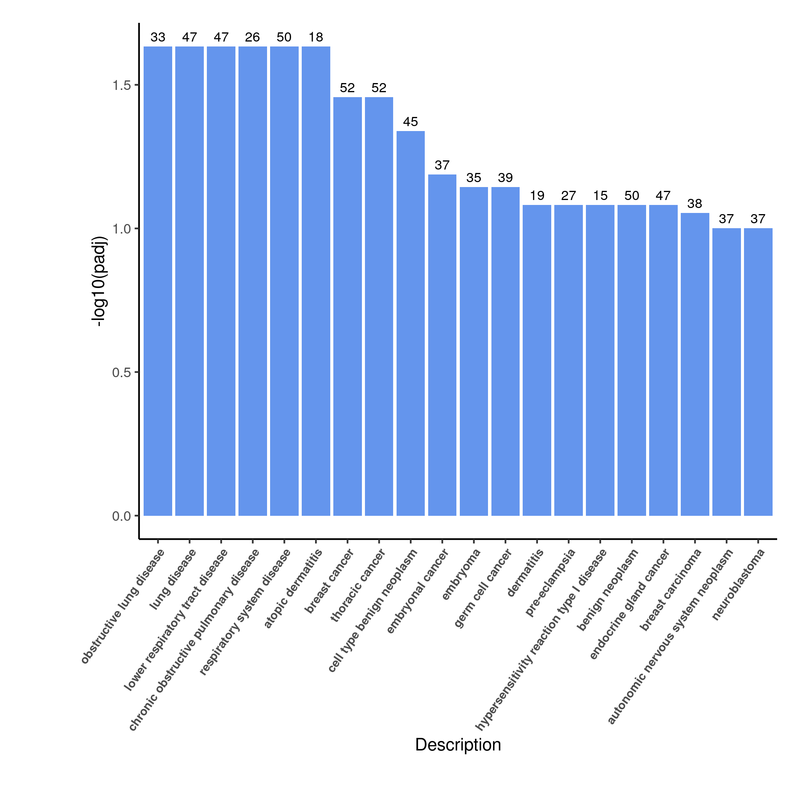 33 47 47 26 50 18
52 52
45
37
35 39
19 27 15 50 47
38
37 37
1.5
1.0
0.5
0.0
-log10(padj)
obstructive lung disease
lung disease
lower respiratory tract disease
chronic obstructive pulmonary disease
respiratory system disease
atopic dermatitis
breast cancer
thoracic cancer
cell type benign neoplasm
embryonal cancer
embryoma
germ cell cancer
dermatitis
pre-eclampsia
hypersensitivity reaction type I disease
benign neoplasm
endocrine gland cancer
breast carcinoma
autonomic nervous system neoplasm
neuroblastoma
Description